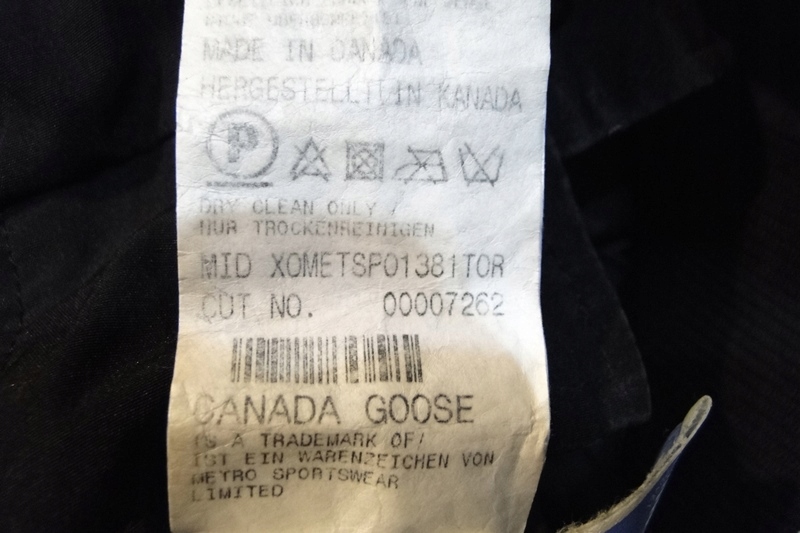 MADE IN CANADA
HERGESTELLT IN KANADA
P
DRY CLEAN ONLY /
NUR TROCKENREINIGEN
MID XOMETSP01381TOR
CUT NO. 00007262
CANADA GOOSE
IS A TRADEMARK OF/
IST EIN WARENZEICHEN VON
METRO SPORTSWEAR
LIMITED